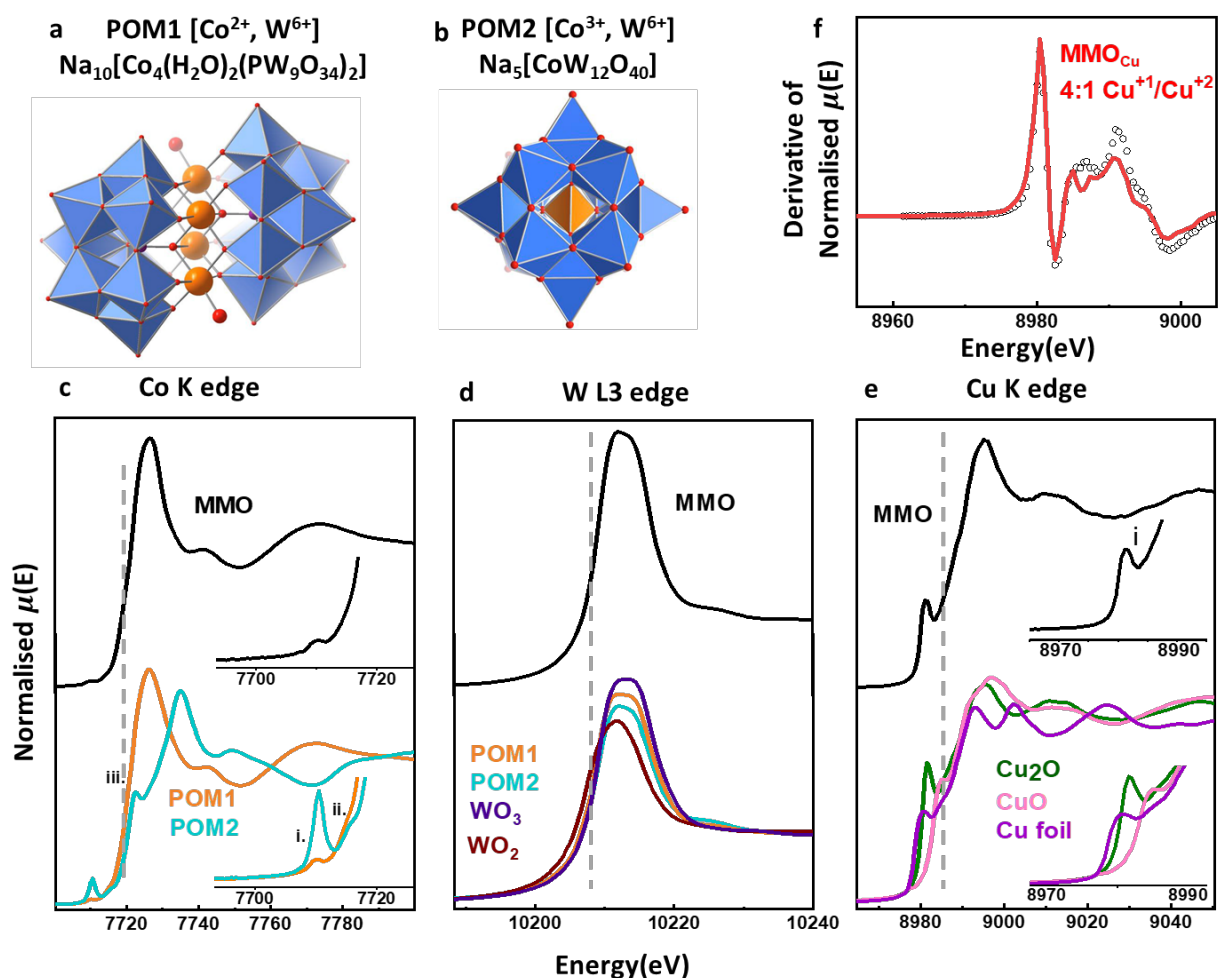 a POM1 [Co²⁺, W⁶⁺]
Na₁₀[Co₄(H₂O)₂(PW₉O₃₄)₂]
b POM2 [Co³⁺, W⁶⁺]
Na₅[CoW₁₂O₄₀]
f
MMO_Cu
4:1 Cu⁺¹/Cu⁺²
Derivative of
Normalised μ(E)
8960 8980 9000
Energy(eV)
c Co K edge
MMO
7700 7720
iii.
POM1
POM2
i.
ii.
7700 7720
7720 7740 7760 7780
Normalised μ(E)
d W L3 edge
MMO
POM1
POM2
WO₃
WO₂
10200 10220 10240
Energy(eV)
e Cu K edge
MMO
i
8970 8990
Cu₂O
CuO
Cu foil
8970 8990
8980 9000 9020 9040